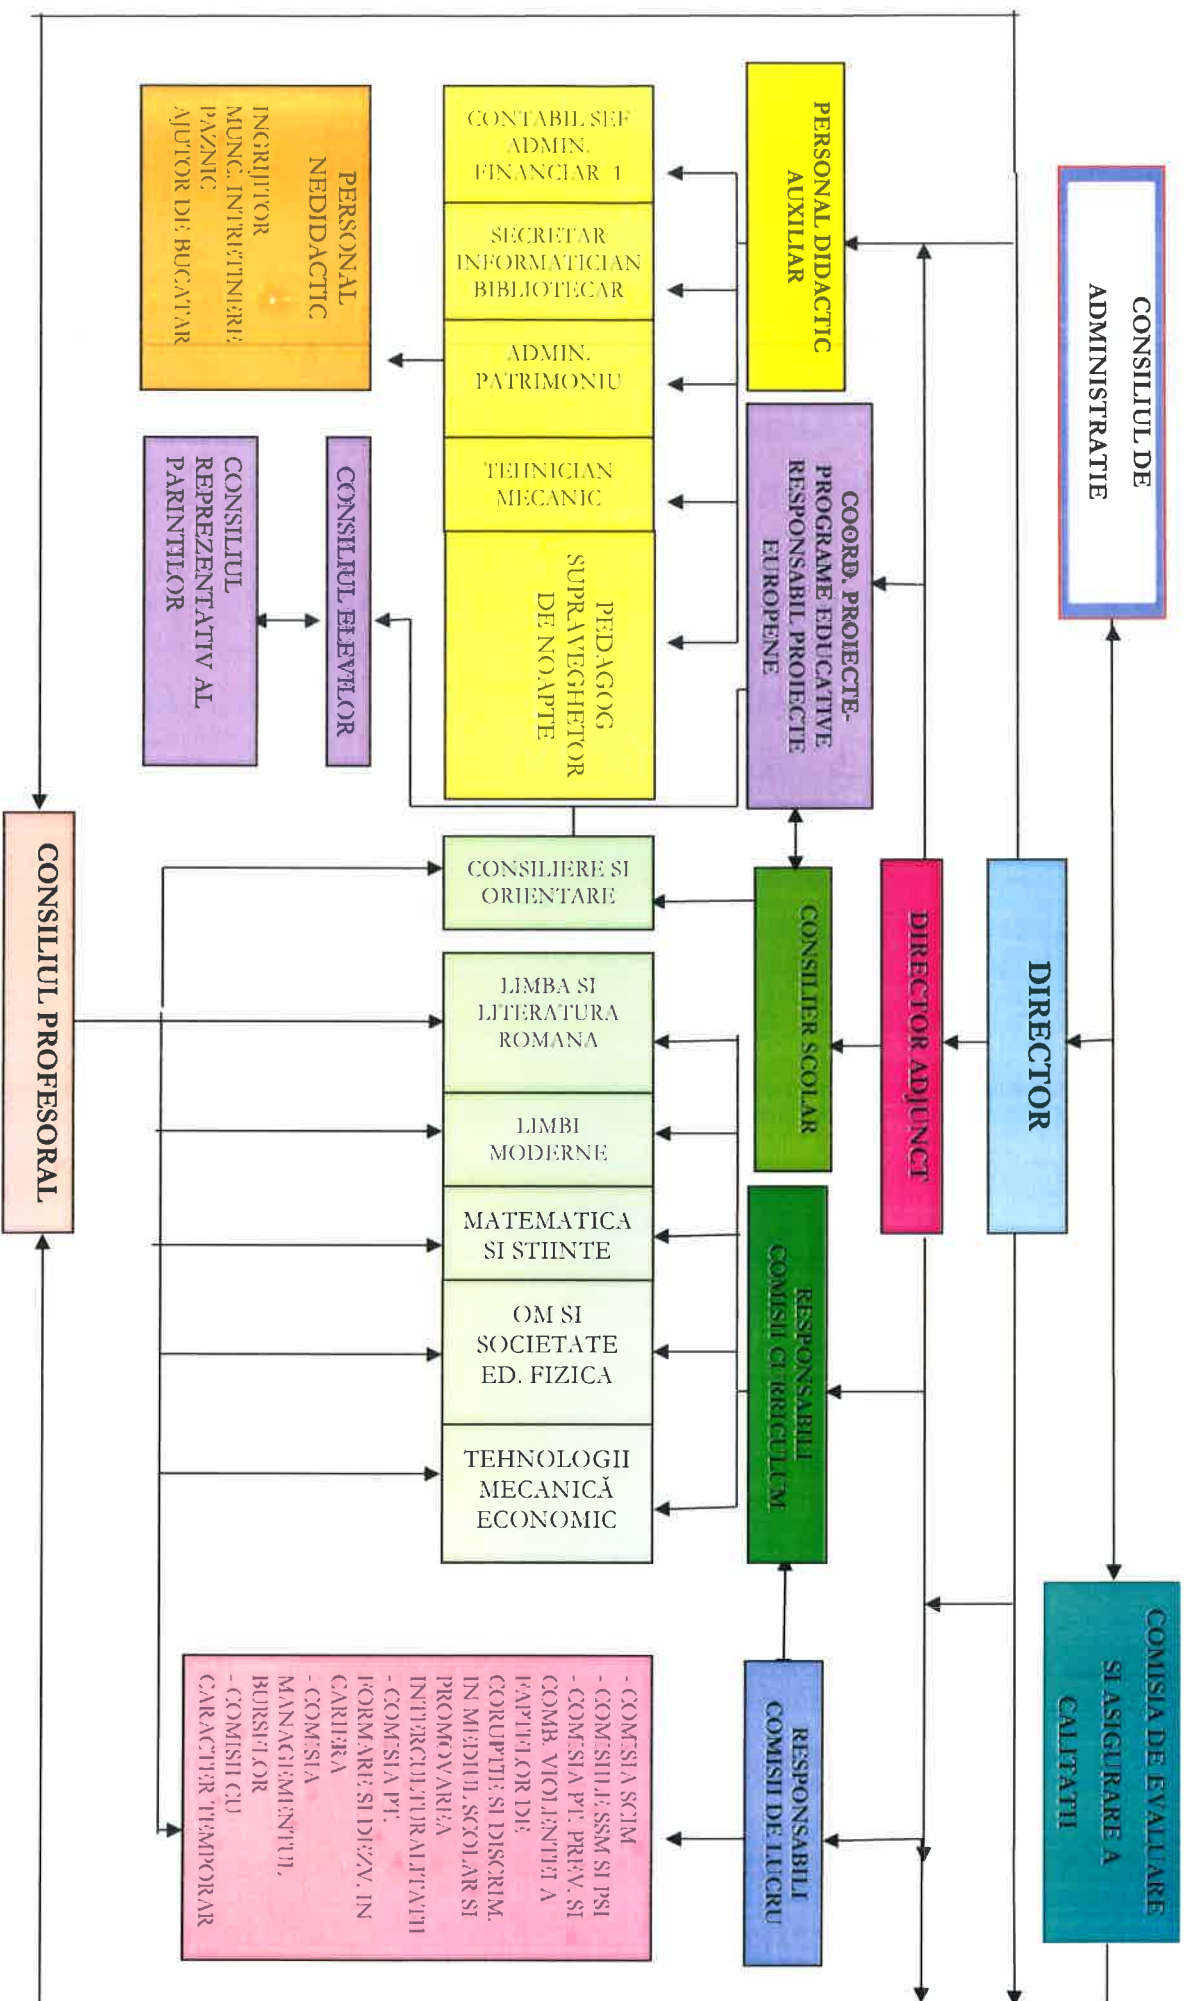 CONSILIUL DE
ADMINISTRATIE
COMISIA DE EVALUARE
SI ASIGURARE A
CALITATII
DIRECTOR
DIRECTOR ADJUNCT
PERSONAL DIDACTIC
AUXILIAR
COORD. PROIECTE-
PROGRAME EDUCATIVE
RESPONSABIL PROIECTE
EUROPENE
CONSILIER SCOLAR
RESPONSABILI
COMISII CURRICULUM
RESPONSABILI
COMISII DE LUCRU
CONTABIL SEF
ADMIN.
FINANCIAR 1
SECRETAR
INFORMATICIAN
BIBLIOTECAR
ADMIN.
PATRIMONIU
TEHNICIAN
MECANIC
PEDAGOG
SUPRAVEGHETOR
DE NOAPTE
CONSILIERE SI
ORIENTARE
LIMBA SI
LITERATURA
ROMANA
LIMBI
MODERNE
MATEMATICA
SI STIINTE
OM SI
SOCIETATE
ED. FIZICA
TEHNOLOGII
MECANICĂ
ECONOMIC
- COMSIA SCIM
- COMSIILE SSM SI PSI
- COMSIA PT. PREV. SI
COMB. VIOLENTEI A
FAPTELOR DE
CORUPTIE SI DISCRIM.
IN MEDIUL SCOLAR SI
PROMOVAREA
INTERCULTURALITATII
- COMSIA PT.
FORMARE SI DEZV. IN
CARIERA
- COMSIA
MANAGEMENTUL
BURSELOR
- COMISII CU
CARACTER TEMPORAR
PERSONAL
NEDIDACTIC
INGRIJITOR
MUNC. INTRETINERE
PAZNIC
AJUTOR DE BUCATAR
CONSILIUL ELEVILOR
CONSILIUL
REPREZENTATIV AL
PARINTILOR
CONSILIUL PROFESORAL